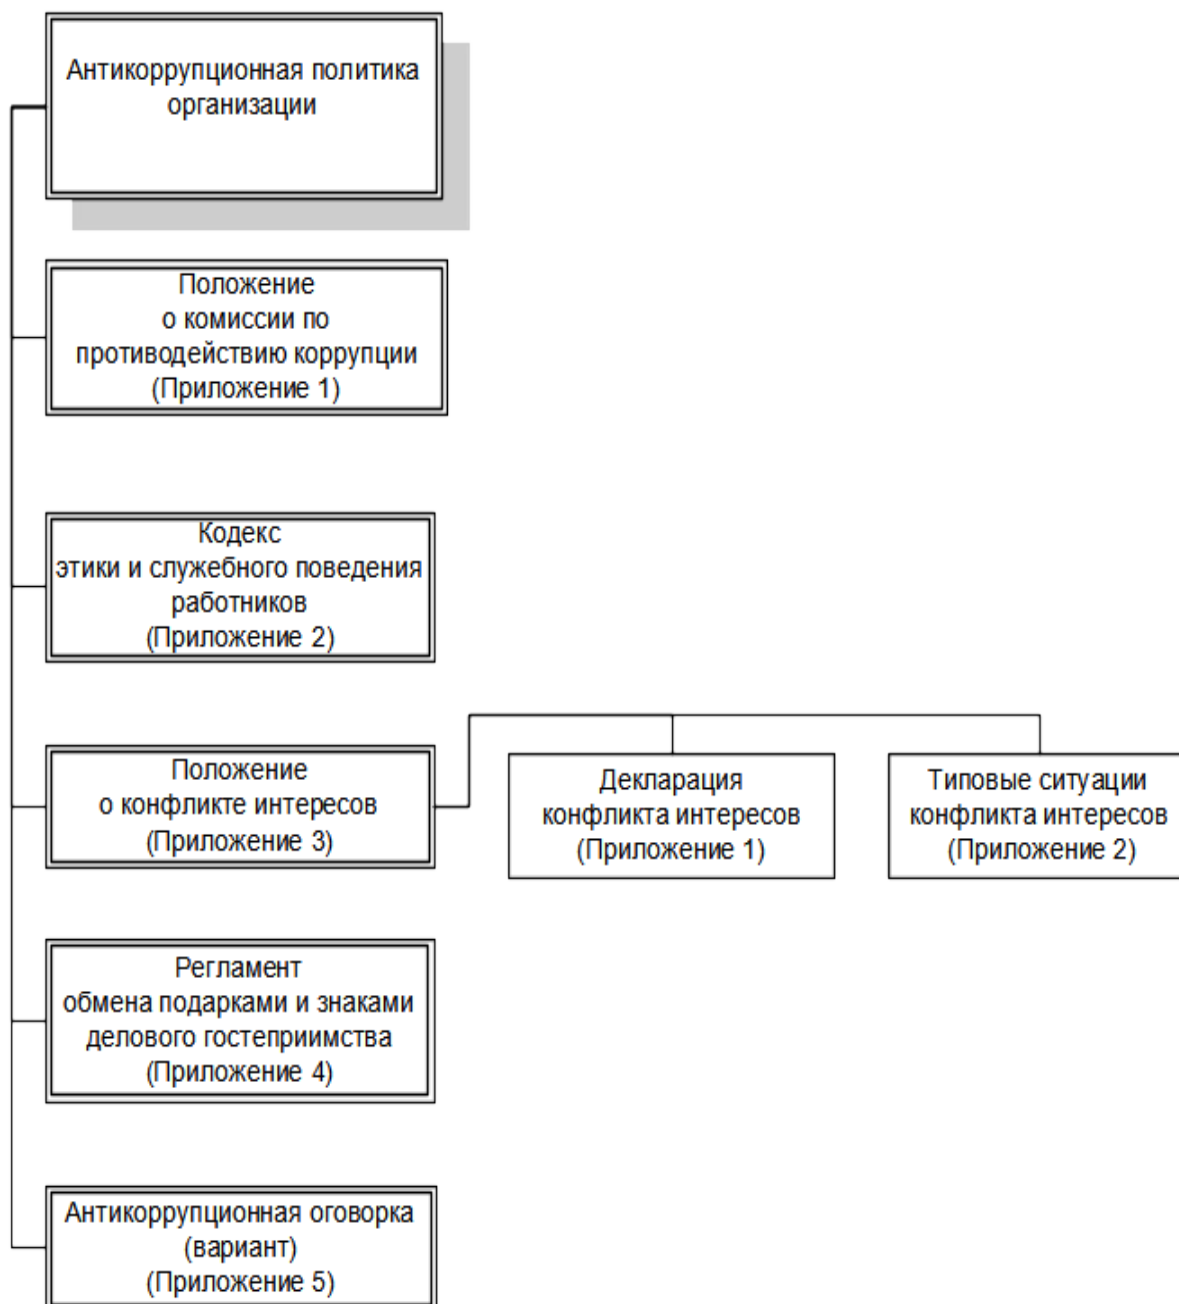 Антикоррупционная политика
организации
Положение
о комиссии по
противодействию коррупции
(Приложение 1)
Кодекс
этики и служебного поведения
работников
(Приложение 2)
Положение
о конфликте интересов
(Приложение 3)
Декларация
конфликта интересов
(Приложение 1)
Типовые ситуации
конфликта интересов
(Приложение 2)
Регламент
обмена подарками и знаками
делового гостеприимства
(Приложение 4)
Антикоррупционная оговорка
(вариант)
(Приложение 5)